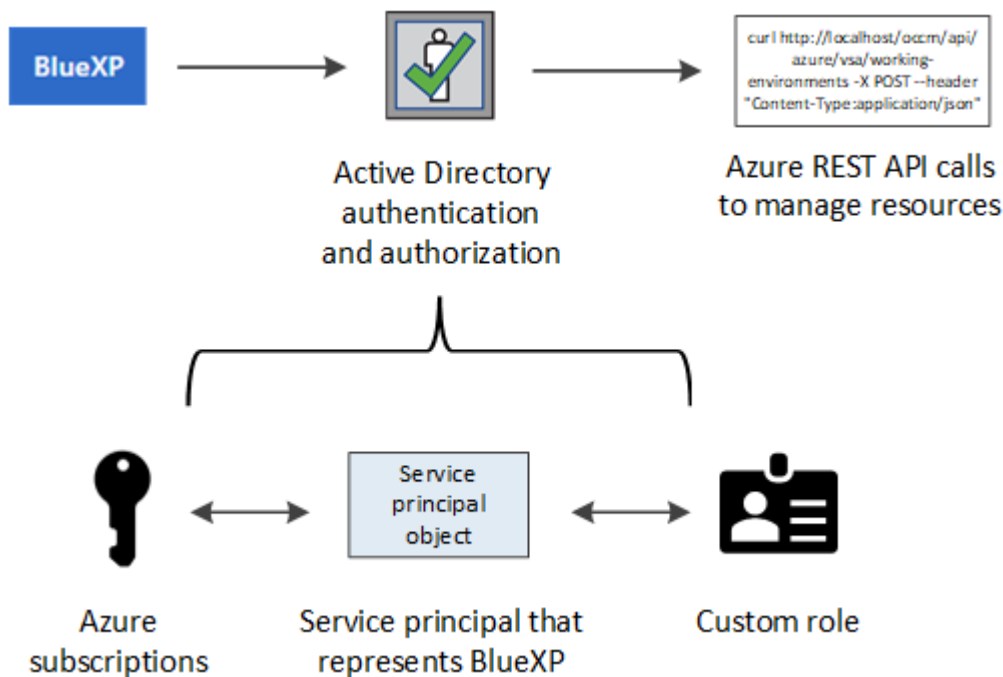 BlueXP
curl http://localhost/occm/api/
azure/vsa/working-
environments -X POST --header
"Content-Type:application/json"
Active Directory
authentication
and authorization
Azure REST API calls
to manage resources
Service
principal
object
Azure
subscriptions
Service principal that
represents BlueXP
Custom role